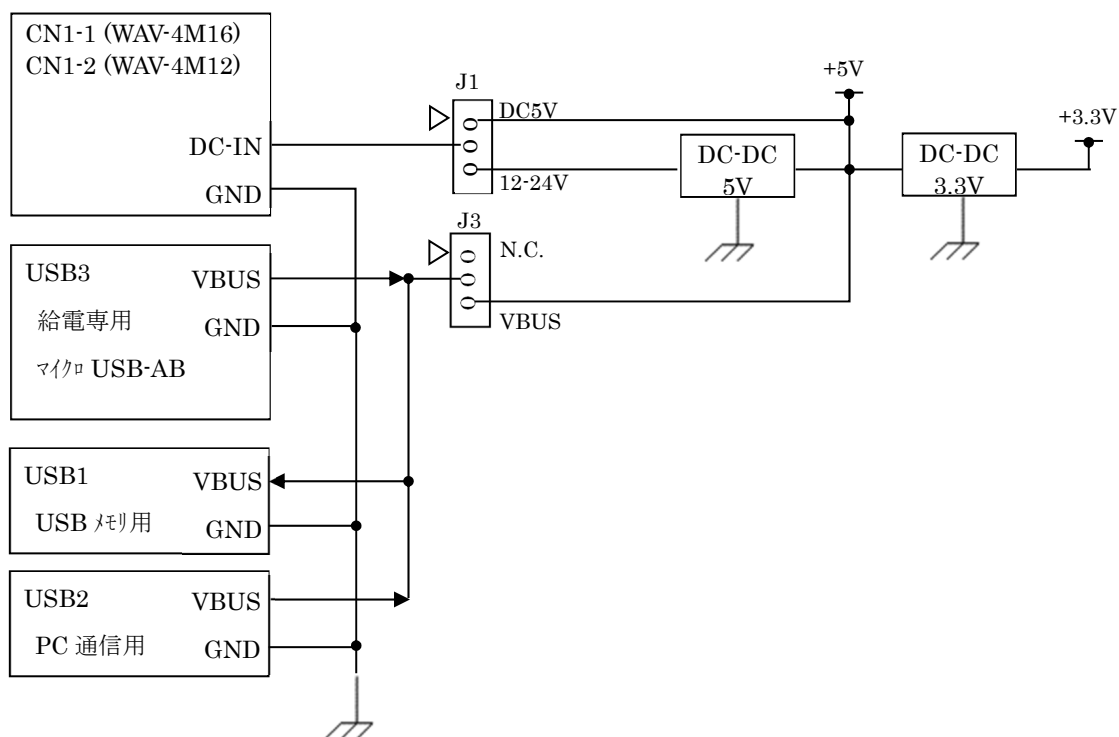 CN1-1 (WAV-4M16)
CN1-2 (WAV-4M12)
DC-IN
GND
J1
DC5V
12-24V
+5V
DC-DC
5V
DC-DC
3.3V
+3.3V
J3
N.C.
VBUS
USB3
VBUS
給電専用
GND
マイクロ USB-AB
USB1
VBUS
USB メモリ用
GND
USB2
VBUS
PC 通信用
GND